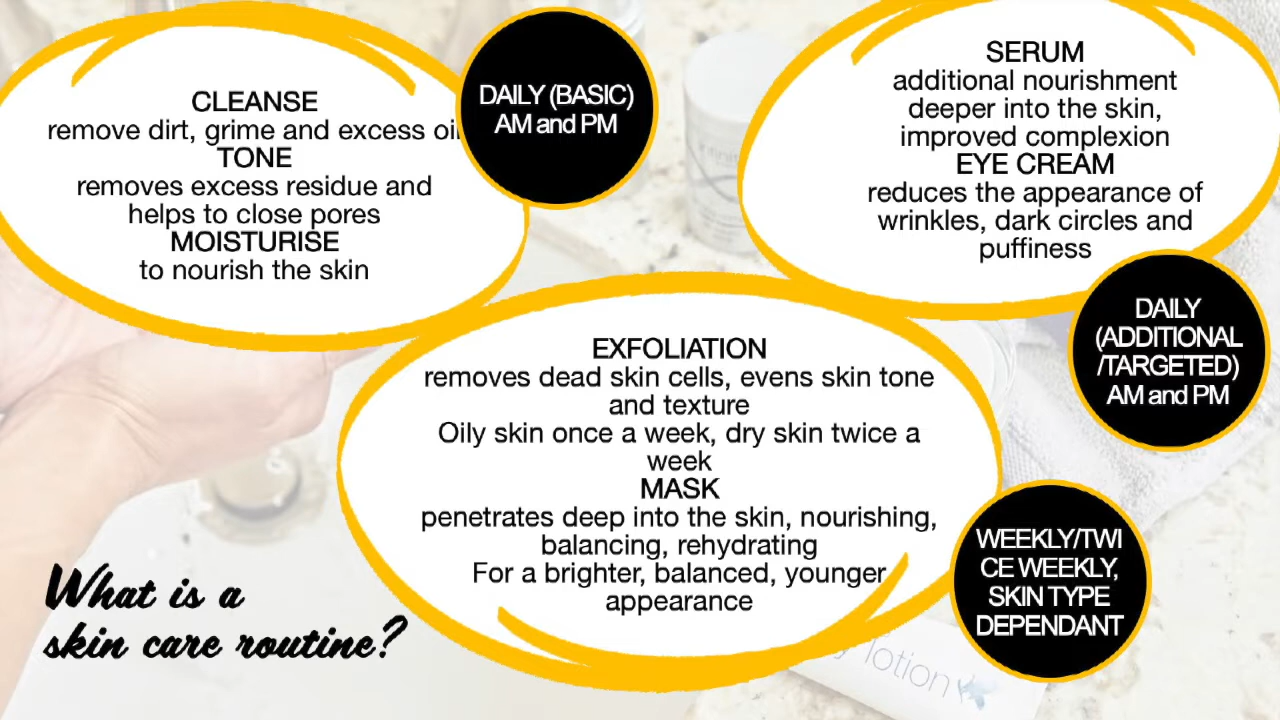 CLEANSE
remove dirt, grime and excess oil
TONE
removes excess residue and
helps to close pores
MOISTURISE
to nourish the skin
DAILY (BASIC)
AM and PM
SERUM
additional nourishment
deeper into the skin,
improved complexion
EYE CREAM
reduces the appearance of
wrinkles, dark circles and
puffiness
DAILY
(ADDITIONAL
/TARGETED)
AM and PM
EXFOLIATION
removes dead skin cells, evens skin tone
and texture
Oily skin once a week, dry skin twice a
week
MASK
penetrates deep into the skin, nourishing,
balancing, rehydrating
For a brighter, balanced, younger
appearance
WEEKLY/TWI
CE WEEKLY,
SKIN TYPE
DEPENDANT
What is a
skin care routine?
lotion